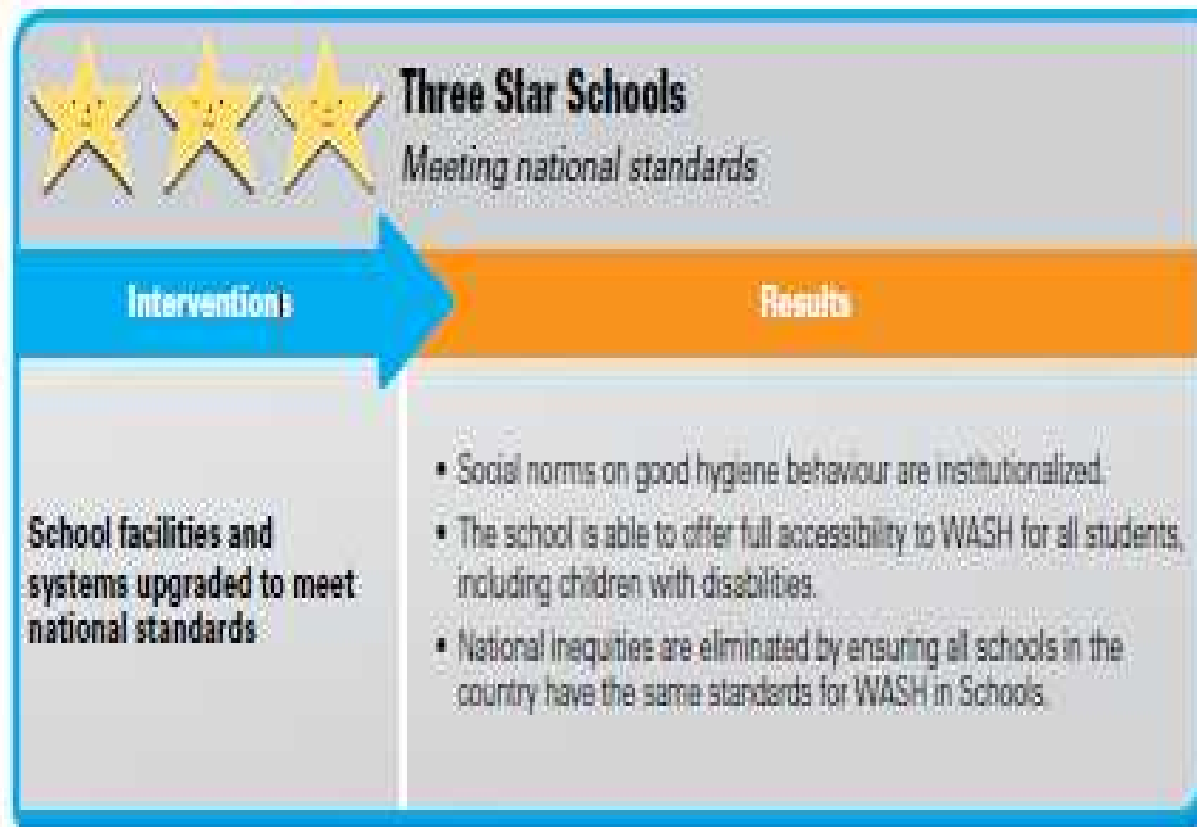 Three Star Schools
Meeting national standards
Interventions
Results
School facilities and
systems upgraded to meet
national standards
• Social norms on good hygiene behaviour are institutionalized.
• The school is able to offer full accessibility to WASH for all students,
including children with disabilities.
• National inequities are eliminated by ensuring all schools in the
country have the same standards for WASH in Schools.